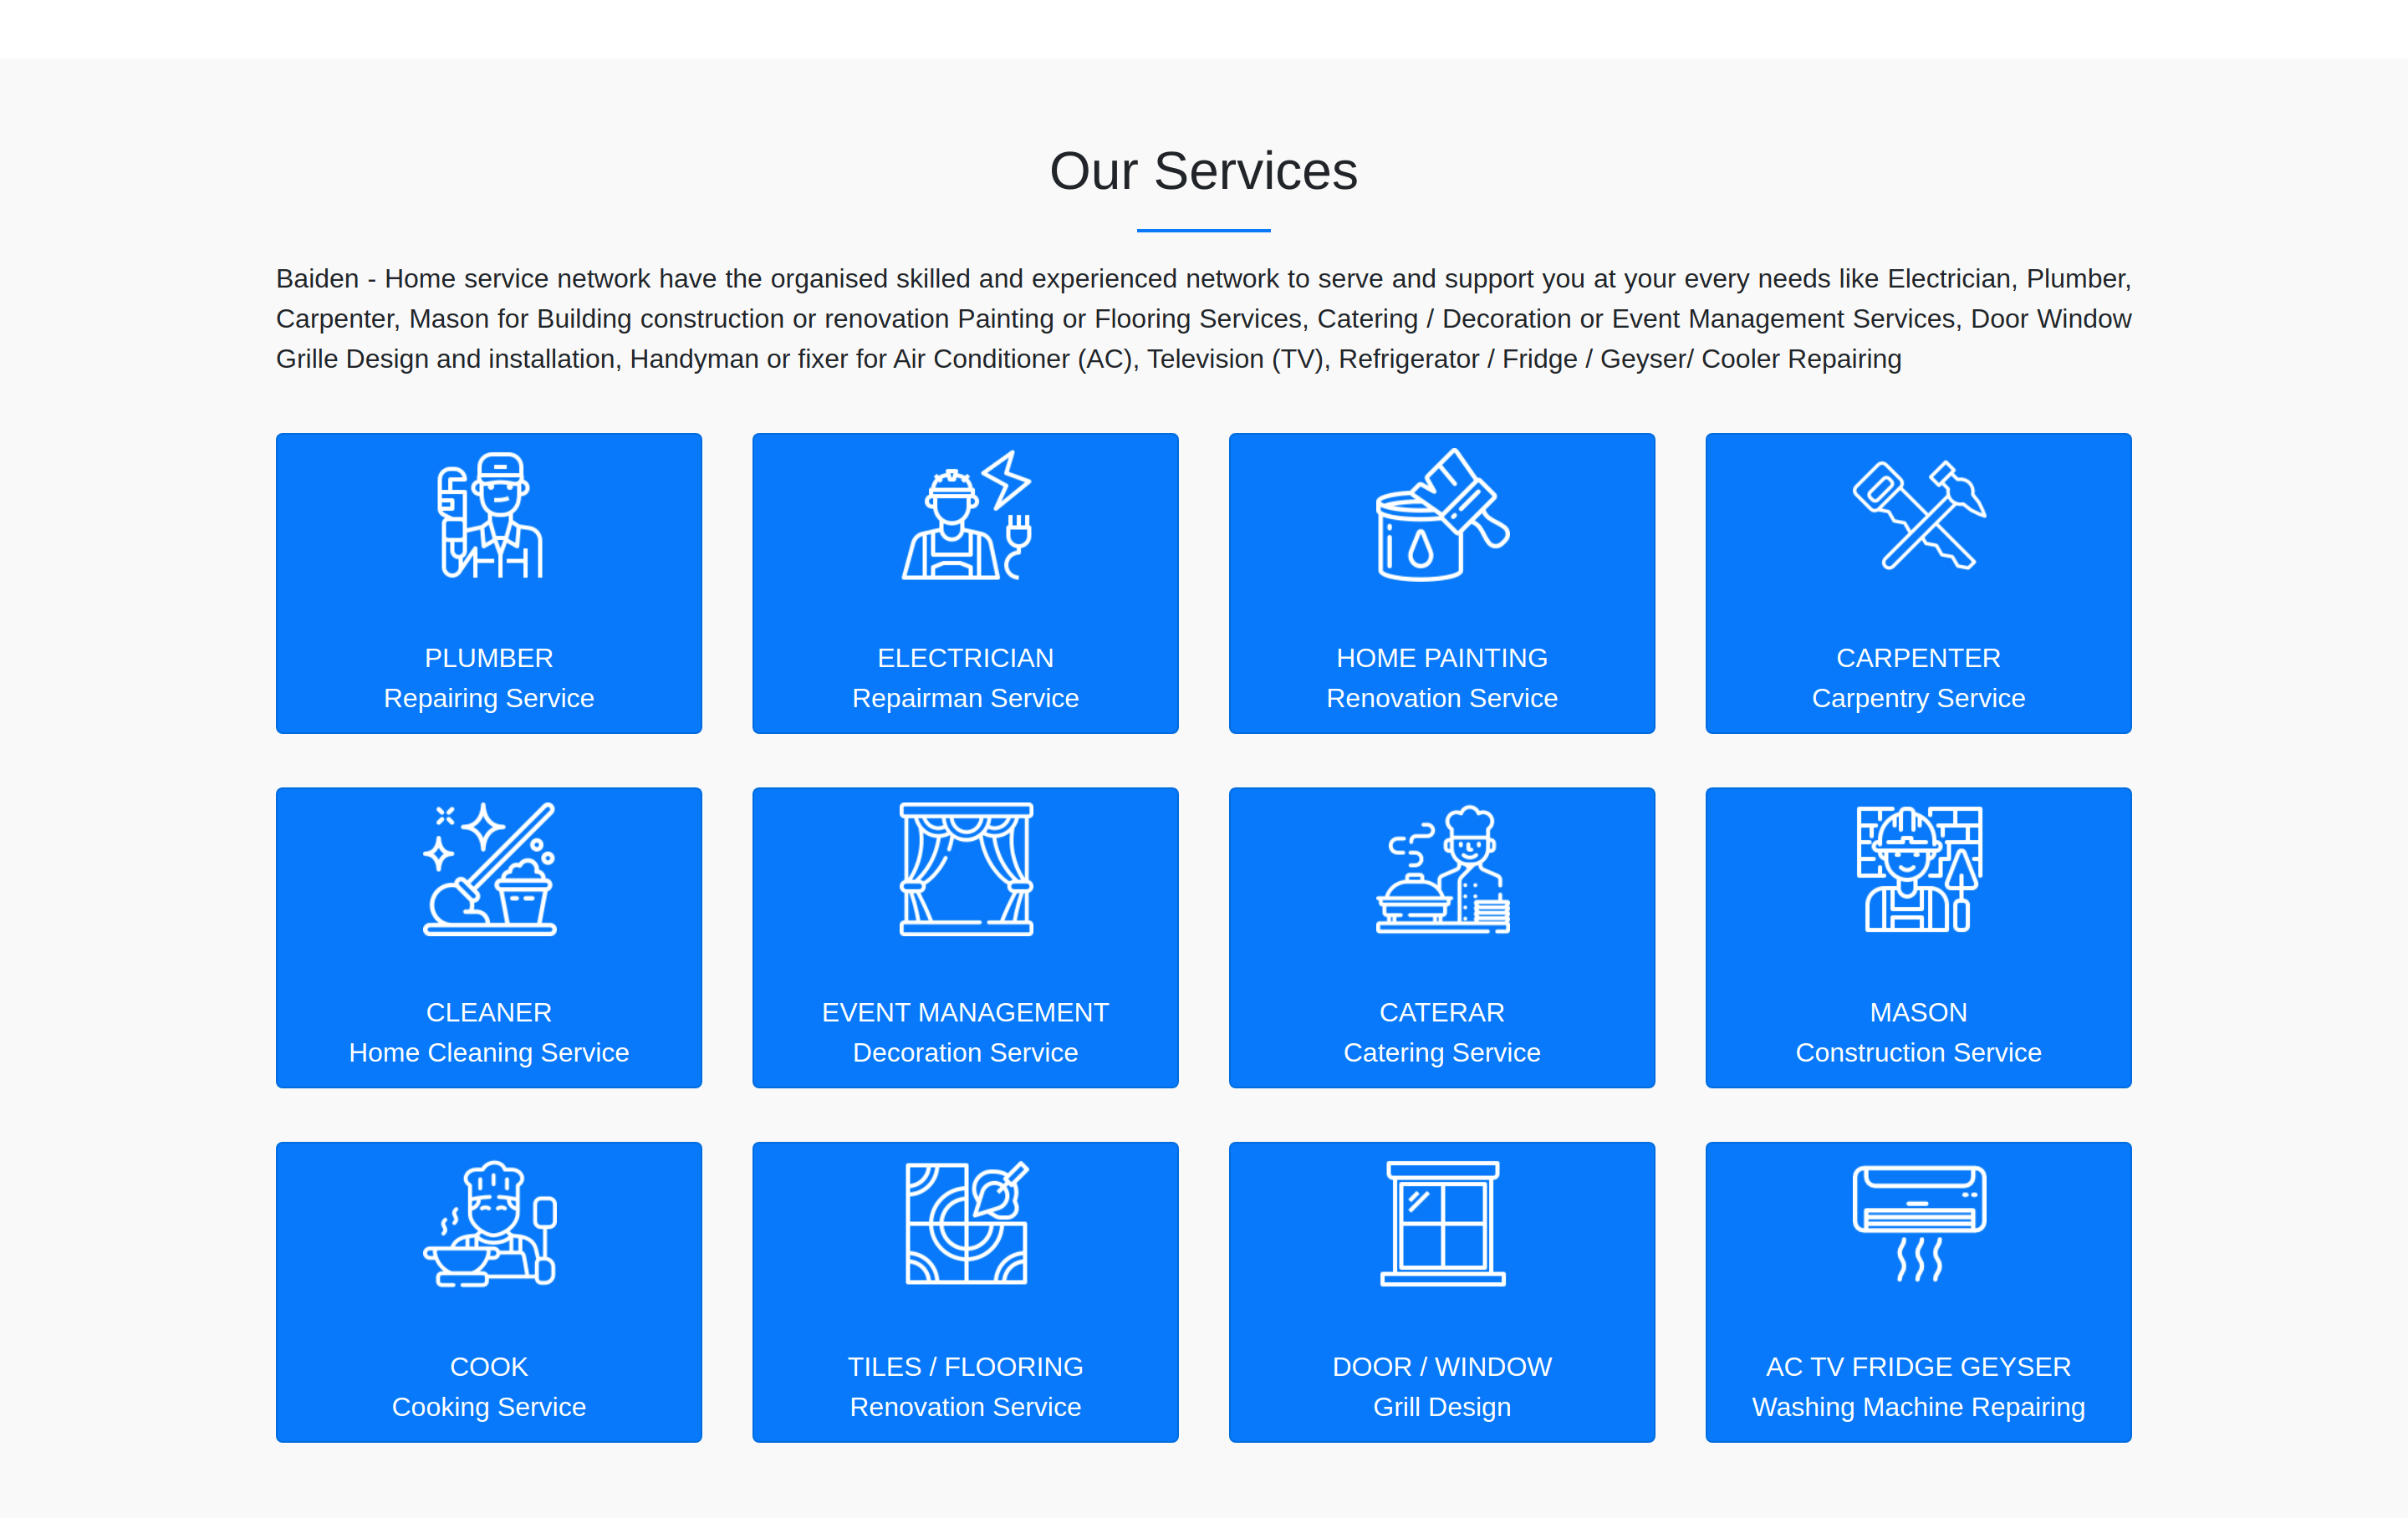 Our Services
Baiden - Home service network have the organised skilled and experienced network to serve and support you at your every needs like Electrician, Plumber,
Carpenter, Mason for Building construction or renovation Painting or Flooring Services, Catering / Decoration or Event Management Services, Door Window
Grille Design and installation, Handyman or fixer for Air Conditioner (AC), Television (TV), Refrigerator / Fridge / Geyser/ Cooler Repairing
PLUMBER
Repairing Service
ELECTRICIAN
Repairman Service
HOME PAINTING
Renovation Service
CARPENTER
Carpentry Service
CLEANER
Home Cleaning Service
EVENT MANAGEMENT
Decoration Service
CATERAR
Catering Service
MASON
Construction Service
COOK
Cooking Service
TILES / FLOORING
Renovation Service
DOOR / WINDOW
Grill Design
AC TV FRIDGE GEYSER
Washing Machine Repairing